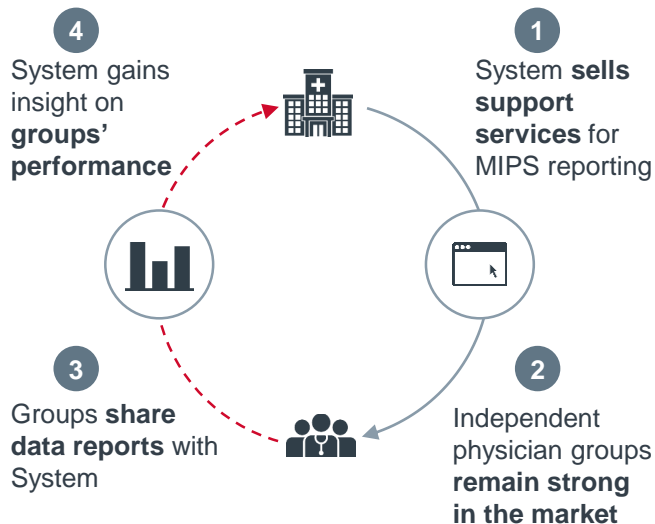 1
System sells
support
services for
MIPS reporting
2
Independent
physician groups
remain strong
in the market
3
Groups share
data reports with
System
4
System gains
insight on
groups’
performance